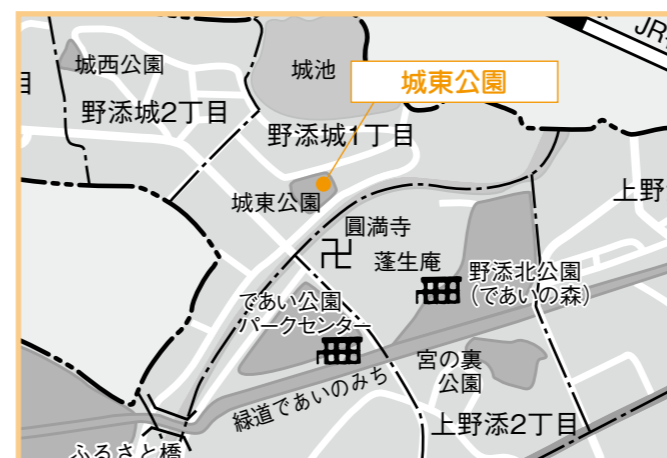 JR
城西公園
城池
城東公園
目
野添城2丁目
野添城1丁目
城東公園
上野
圓満寺
蓬生庵
野添北公園
(であいの森)
であい公園
パークセンター
宮の裏
公園
緑道であいのみち
上野添2丁目
ふるさと橋